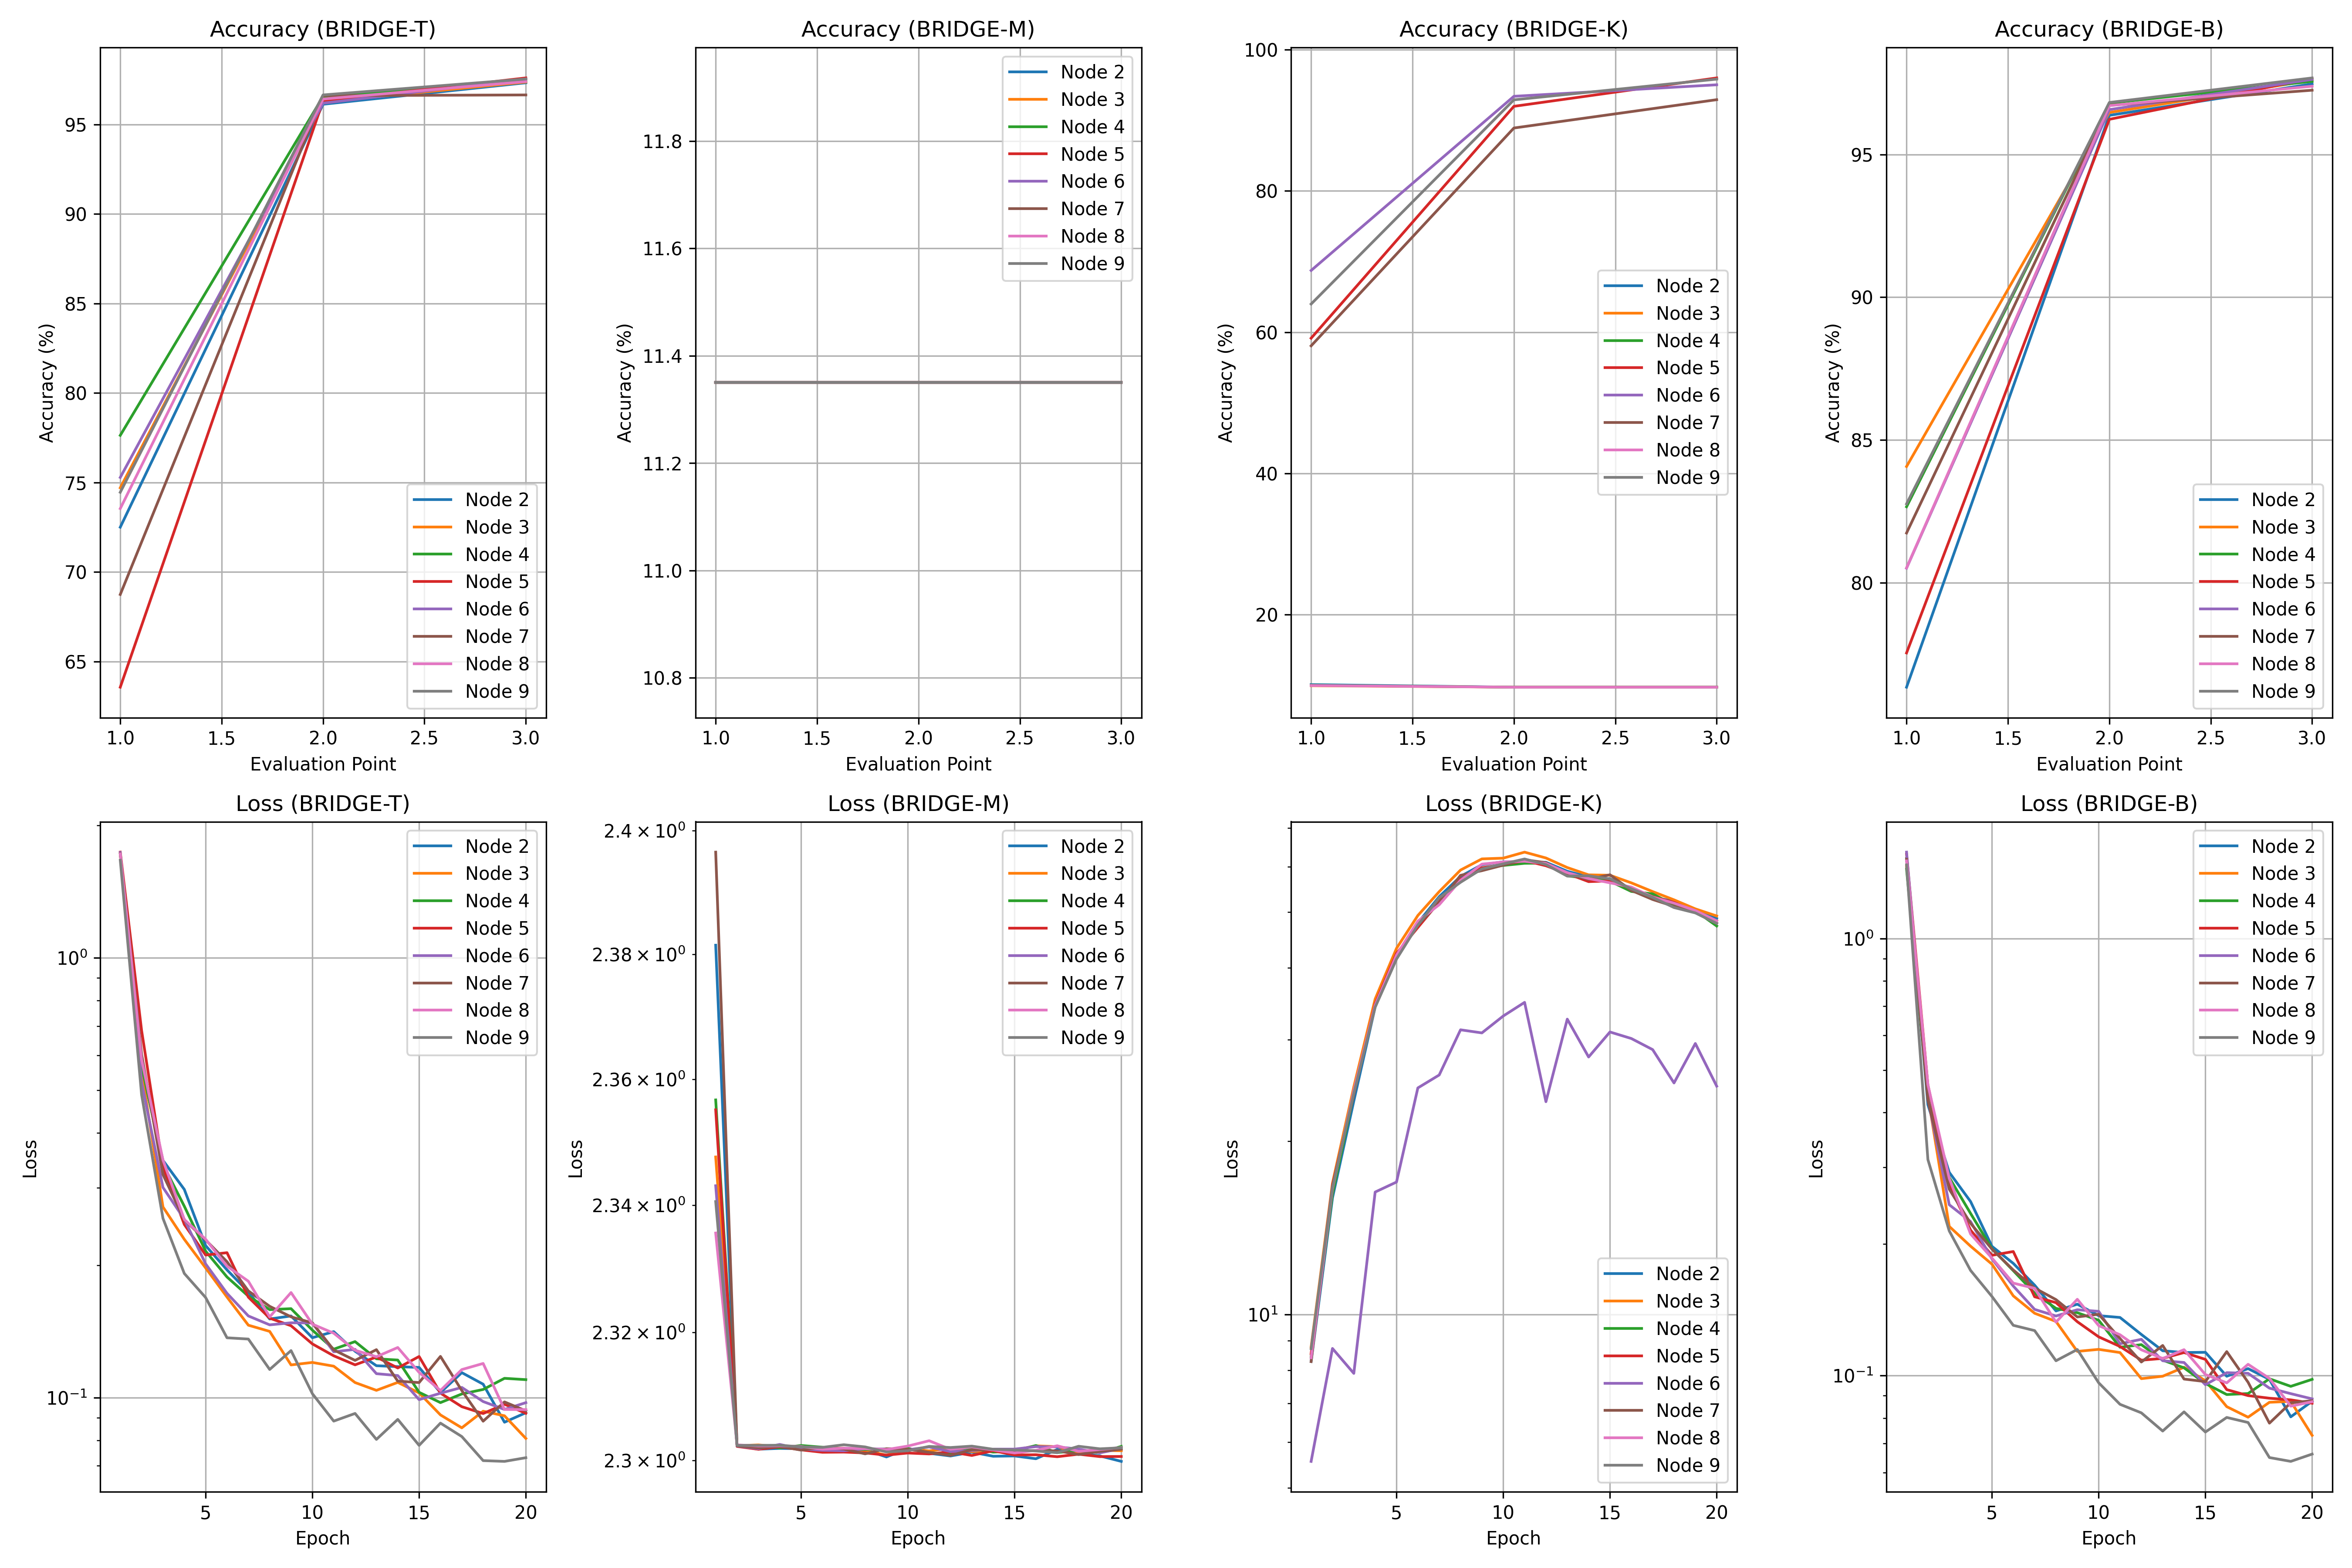 Accuracy (BRIDGE-T)
Accuracy (%)
95
90
85
80
75
70
65
1.0 1.5 2.0 2.5 3.0
Evaluation Point
Node 2
Node 3
Node 4
Node 5
Node 6
Node 7
Node 8
Node 9
Accuracy (BRIDGE-M)
Accuracy (%)
11.8
11.6
11.4
11.2
11.0
10.8
1.0 1.5 2.0 2.5 3.0
Evaluation Point
Node 2
Node 3
Node 4
Node 5
Node 6
Node 7
Node 8
Node 9
Accuracy (BRIDGE-K)
Accuracy (%)
100
80
60
40
20
1.0 1.5 2.0 2.5 3.0
Evaluation Point
Node 2
Node 3
Node 4
Node 5
Node 6
Node 7
Node 8
Node 9
Accuracy (BRIDGE-B)
Accuracy (%)
95
90
85
80
1.0 1.5 2.0 2.5 3.0
Evaluation Point
Node 2
Node 3
Node 4
Node 5
Node 6
Node 7
Node 8
Node 9
Loss (BRIDGE-T)
Loss
10⁰
10⁻¹
5 10 15 20
Epoch
Node 2
Node 3
Node 4
Node 5
Node 6
Node 7
Node 8
Node 9
Loss (BRIDGE-M)
Loss
2.4 × 10⁰
2.38 × 10⁰
2.36 × 10⁰
2.34 × 10⁰
2.32 × 10⁰
2.3 × 10⁰
5 10 15 20
Epoch
Node 2
Node 3
Node 4
Node 5
Node 6
Node 7
Node 8
Node 9
Loss (BRIDGE-K)
Loss
10¹
5 10 15 20
Epoch
Node 2
Node 3
Node 4
Node 5
Node 6
Node 7
Node 8
Node 9
Loss (BRIDGE-B)
Loss
10⁰
10⁻¹
5 10 15 20
Epoch
Node 2
Node 3
Node 4
Node 5
Node 6
Node 7
Node 8
Node 9